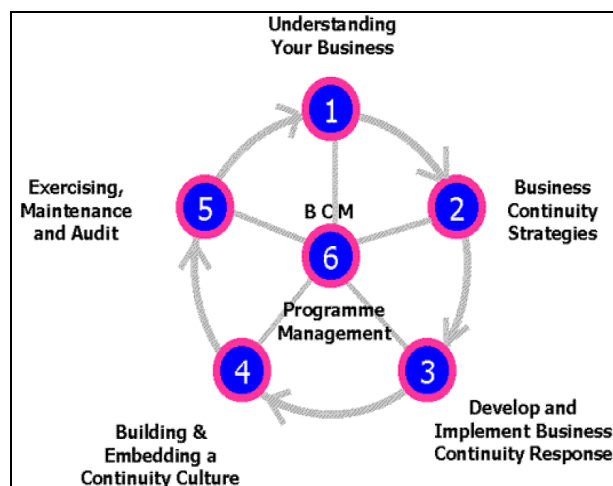 Understanding
Your Business
1
Exercising,
Maintenance
and Audit
5
B C M
2
Business
Continuity
Strategies
6
Programme
Management
4
3
Building &
Embedding a
Continuity Culture
Develop and
Implement Business
Continuity Response